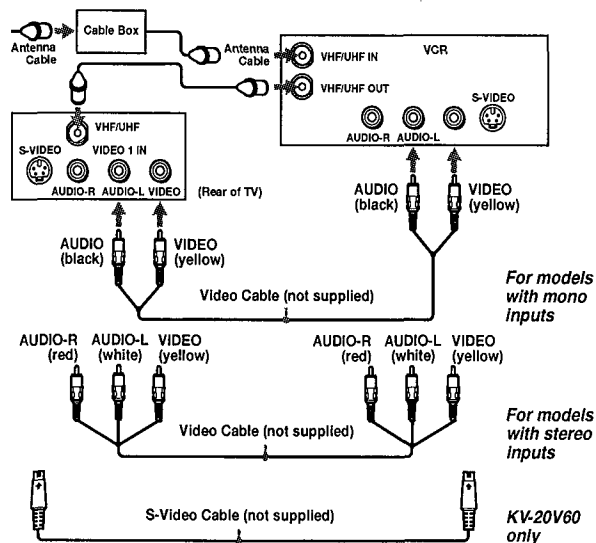 Cable Box
Antenna
Cable
Antenna
Cable
VHF/UHF IN
VCR
VHF/UHF OUT
S-VIDEO
AUDIO-R AUDIO-L
VHF/UHF
S-VIDEO
VIDEO 1 IN
AUDIO-R AUDIO-L VIDEO
(Rear of TV)
AUDIO
(black)
VIDEO
(yellow)
AUDIO
(black)
VIDEO
(yellow)
Video Cable (not supplied)
For models
with mono
inputs
AUDIO-R
(red)
AUDIO-L
(white)
VIDEO
(yellow)
AUDIO-R
(red)
AUDIO-L
(white)
VIDEO
(yellow)
Video Cable (not supplied)
For models
with stereo
inputs
S-Video Cable (not supplied)
KV-20V60
only